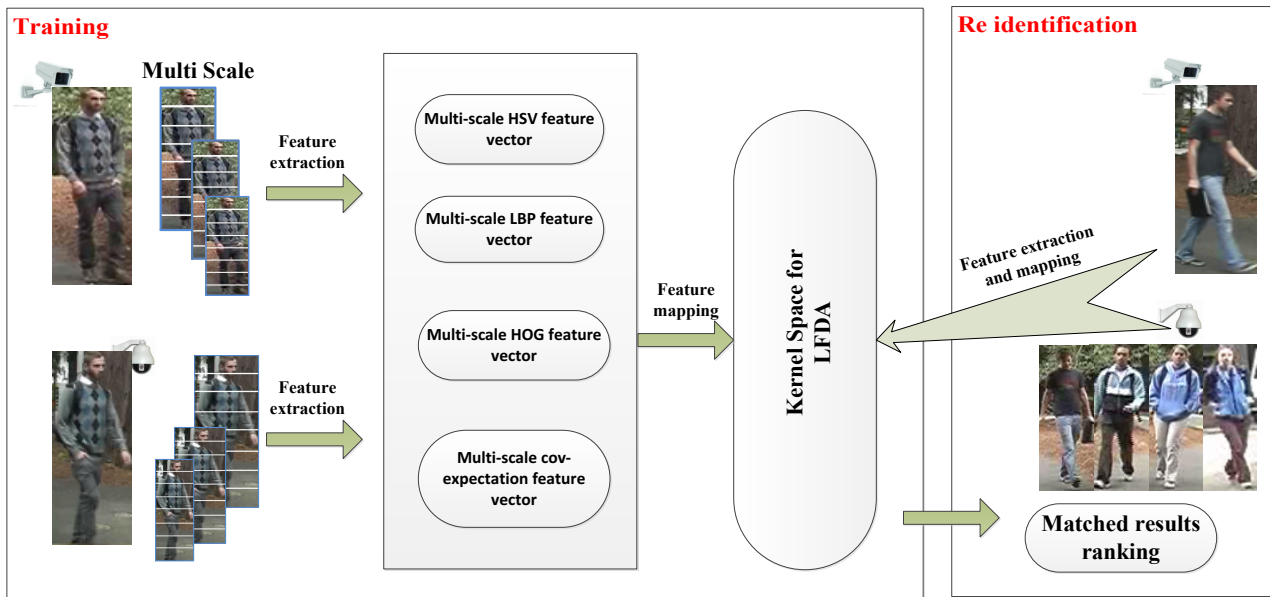 Training
Multi Scale
Feature
extraction
Feature
extraction
Multi-scale HSV feature
vector
Multi-scale LBP feature
vector
Multi-scale HOG feature
vector
Multi-scale cov-
expectation feature
vector
Feature
mapping
Kernel Space for
LFDA
Re identification
Feature extraction
and mapping
Matched results
ranking